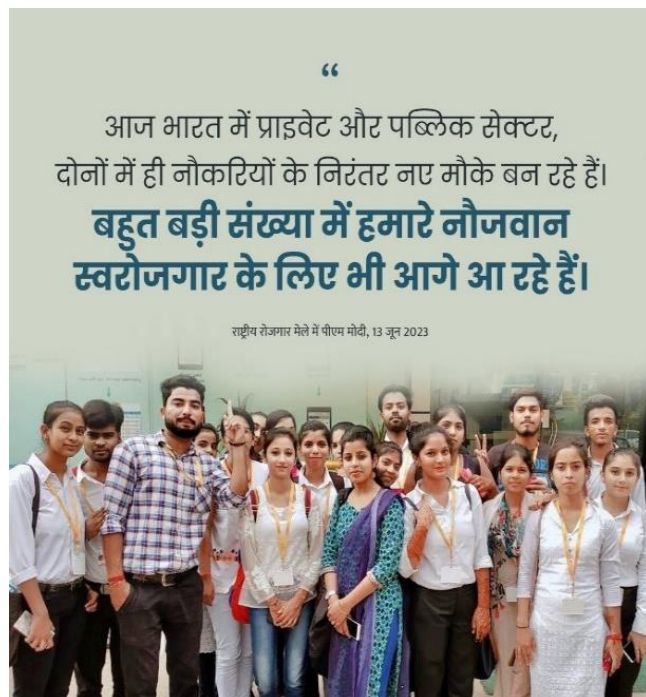 “
आज भारत में प्राइवेट और पब्लिक सेक्टर,
दोनों में ही नौकरियों के निरंतर नए मौके बन रहे हैं।
बहुत बड़ी संख्या में हमारे नौजवान
स्वरोजगार के लिए भी आगे आ रहे हैं।
राष्ट्रीय रोजगार मेले में पीएम मोदी, 13 जून 2023